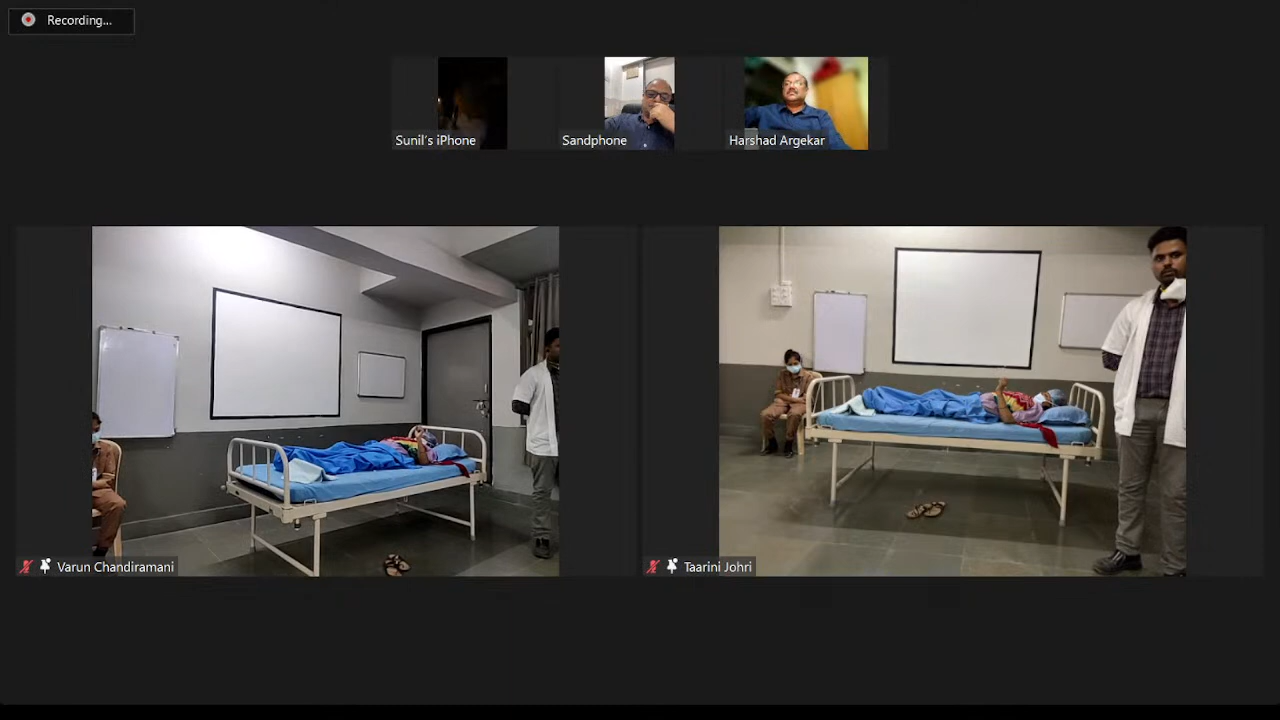 Recording...
Sunil's iPhone
Sandphone
Harshad Argekar
Varun Chandiramani
Taarini Johri